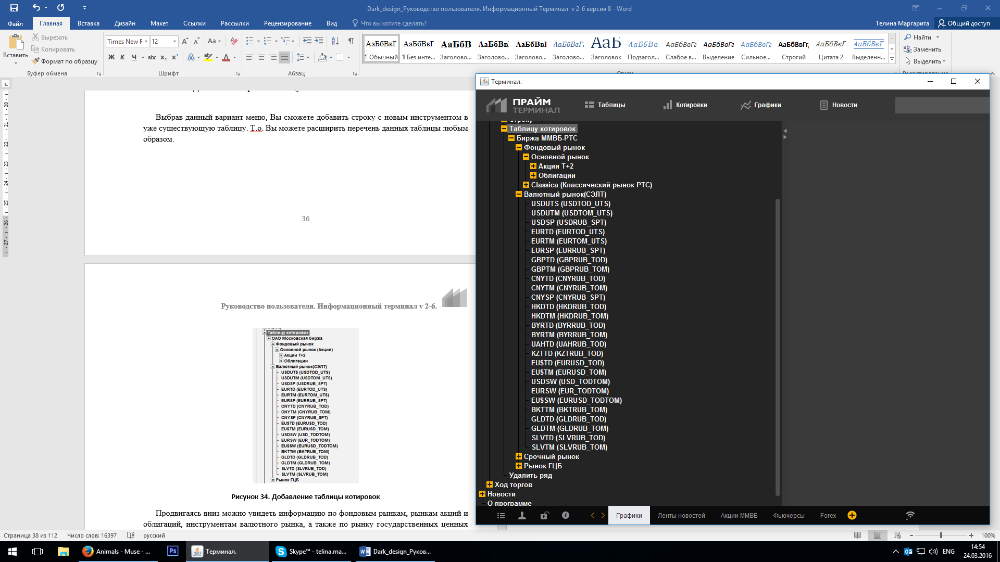 Dark_design_Руководство пользователя. Информационный Терминал v 2-6 версия 8 - Word
Файл
Главная
Вставка
Дизайн
Макет
Ссылки
Рассылки
Рецензирование
Вид
Что вы хотите сделать?
Телина Маргарита
Общий доступ
Вставить
Вырезать
Копировать
Формат по образцу
Буфер обмена
Times New F
12
Aa
Ж К Ч abc x₂ x²
Шрифт
Абзац
АаБбВвГ АаБбВвГ АаБбВ АаБбВв АаБбВвІ АаБбВвГг АаБ АаБбВв АаБбВвГг АаБбВвГг АаБбВвГг АаБбВвГг АаБбВвГ АаБбВвГ
¶ Обычный
¶ Без инте...
Заголово...
Заголово...
Заголово...
Заголово...
Заголовок
Подзагол...
Слабое в...
Выделение
Сильное...
Строгий
Цитата 2
Выделенн...
Стили
Найти
Заменить
Выделить
Редактирование
Выбрав данный вариант меню, Вы сможете добавить строку с новым инструментом в
уже существующую таблицу. Т.о. Вы можете расширить перечень данных таблицы любым
образом.
36
Руководство пользователя. Информационный терминал v 2-6.
Таблицу котировок
ОАО Московская биржа
Фондовый рынок
Основной рынок (Акции)
Акции Т+2
Облигации
Валютный рынок(СЭЛТ)
USDUTS (USDTOD_UTS)
USDUTM (USDTOM_UTS)
USDSP (USDRUB_SPT)
EURTD (EURTOD_UTS)
EURTM (EURTOM_UTS)
EURSP (EURRUB_SPT)
CNYTD (CNYRUB_TOD)
CNYTM (CNYRUB_TOM)
CNYSP (CNYRUB_SPT)
EU$TD (EURUSD_TOD)
EU$TM (EURUSD_TOM)
USDSW (USD_TODTOM)
EURSW (EUR_TODTOM)
EU$SW (EURUSD_TODTOM)
BKTTM (BKTRUB_TOM)
GLDTD (GLDRUB_TOD)
GLDTM (GLDRUB_TOM)
SLVTD (SLVRUB_TOD)
SLVTM (SLVRUB_TOM)
Рынок ГЦБ
Рисунок 34. Добавление таблицы котировок
Продвигаясь вниз можно увидеть информацию по фондовым рынкам, рынкам акций и
облигаций, инструментам валютного рынка, а также по рынку государственных ценных
Терминал.
ПРАЙМ
ТЕРМИНАЛ
Таблицы
Котировки
Графики
Новости
Строку
Таблицу котировок
Биржа ММВБ-РТС
Фондовый рынок
Основной рынок
Акции Т+2
Облигации
Classica (Классический рынок РТС)
Валютный рынок(СЭЛТ)
USDUTS (USDTOD_UTS)
USDUTM (USDTOM_UTS)
USDSP (USDRUB_SPT)
EURTD (EURTOD_UTS)
EURTM (EURTOM_UTS)
EURSP (EURRUB_SPT)
GBPTD (GBPRUB_TOD)
GBPTM (GBPRUB_TOM)
CNYTD (CNYRUB_TOD)
CNYTM (CNYRUB_TOM)
CNYSP (CNYRUB_SPT)
HKDTD (HKDRUB_TOD)
HKDTM (HKDRUB_TOM)
BYRTD (BYRRUB_TOD)
BYRTM (BYRRUB_TOM)
UAHTD (UAHRUB_TOD)
KZTTD (KZTRUB_TOD)
EU$TD (EURUSD_TOD)
EU$TM (EURUSD_TOM)
USDSW (USD_TODTOM)
EURSW (EUR_TODTOM)
EU$SW (EURUSD_TODTOM)
BKTTM (BKTRUB_TOM)
GLDTD (GLDRUB_TOD)
GLDTM (GLDRUB_TOM)
SLVTD (SLVRUB_TOD)
SLVTM (SLVRUB_TOM)
Срочный рынок
Рынок ГЦБ
Удалить ряд
Ход торгов
Новости
О программе
Графики
Ленты новостей
Акции ММВБ
Фьючерсы
Forex
Страница 38 из 112
Число слов: 16397
русский
100%
Animals - Muse - ...
Ps
Терминал.
Skype™ - telina.ma...
Dark_design_Руков...
ENG
14:54
24.03.2016